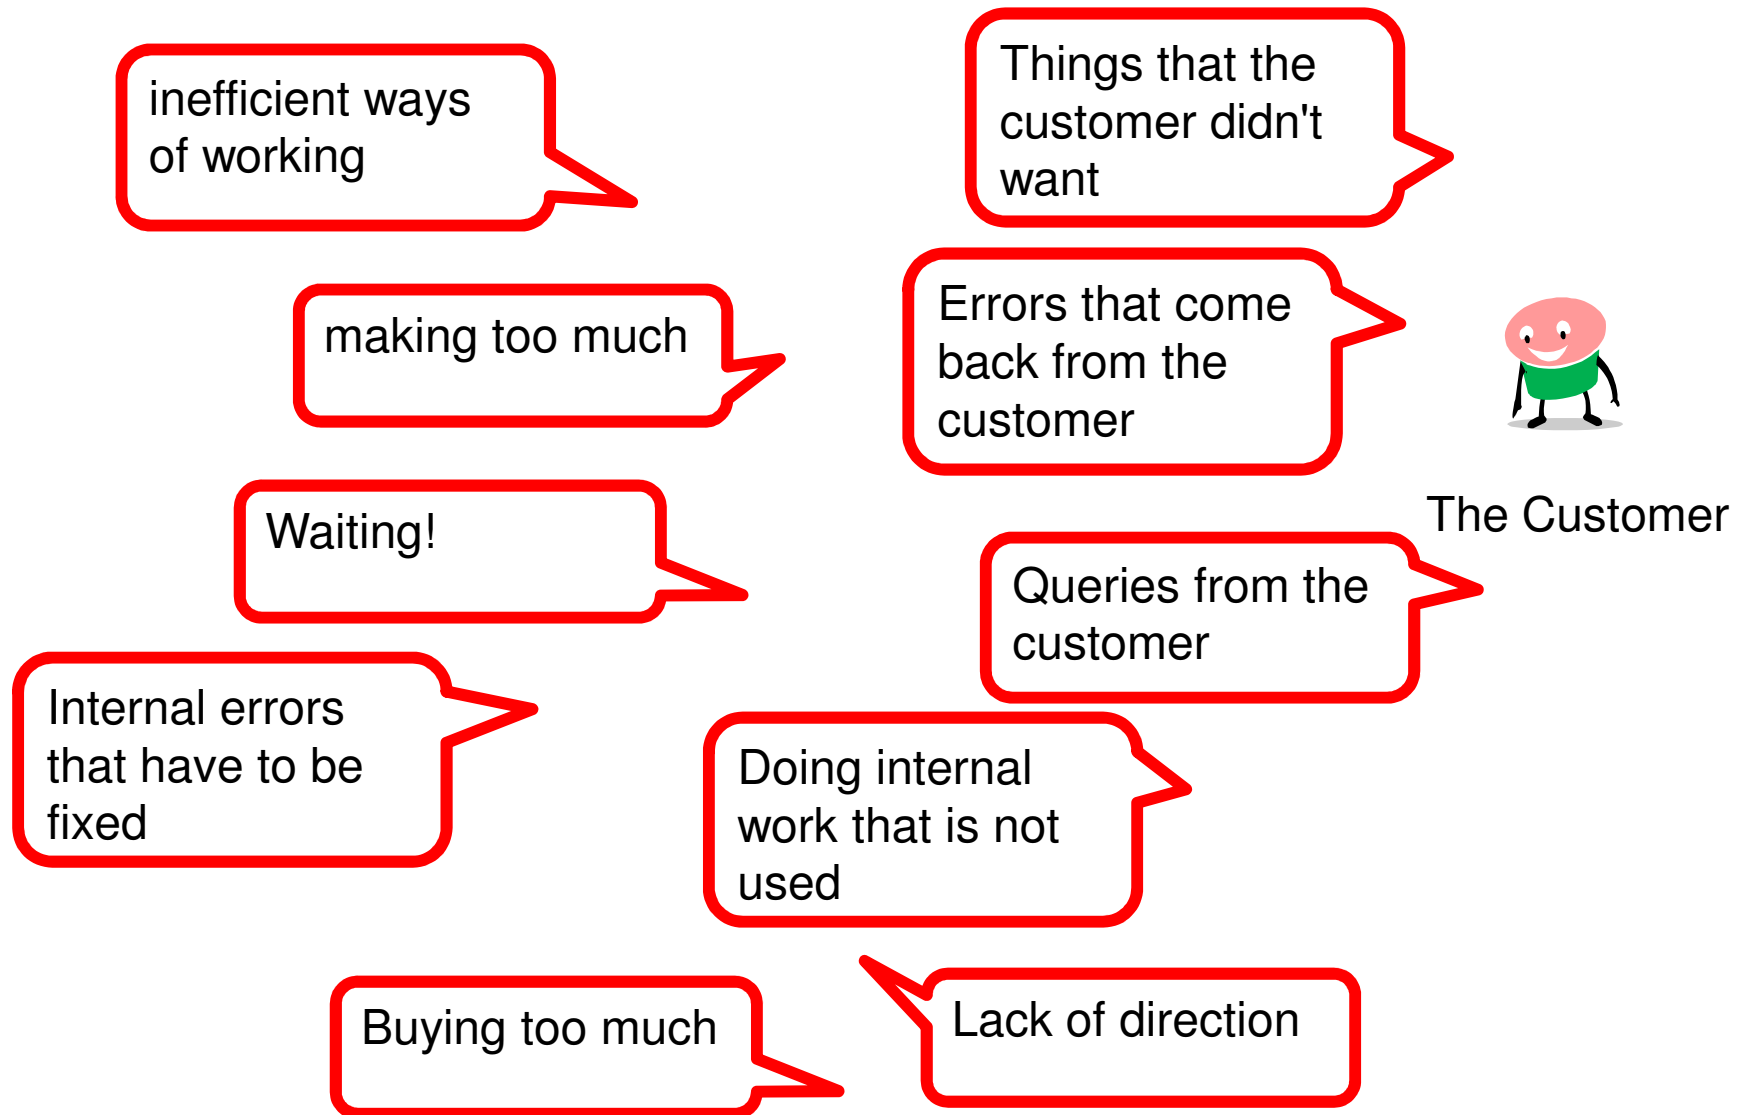 inefficient ways
of working
Things that the
customer didn't
want
making too much
Errors that come
back from the
customer
Waiting!
The Customer
Queries from the
customer
Internal errors
that have to be
fixed
Doing internal
work that is not
used
Buying too much
Lack of direction